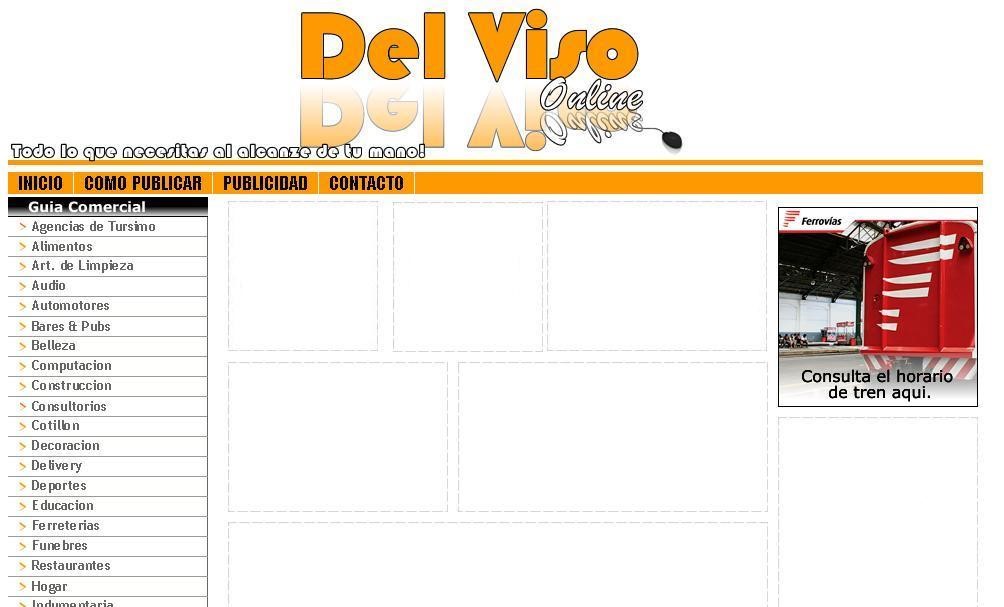 Del Viso
Online
Todo lo que necesitas al alcanze de tu mano!
INICIO
COMO PUBLICAR
PUBLICIDAD
CONTACTO
Guia Comercial
Agencias de Tursimo
Alimentos
Art. de Limpieza
Audio
Automotores
Bares & Pubs
Belleza
Computacion
Construccion
Consultorios
Cotillon
Decoracion
Delivery
Deportes
Educacion
Ferreterias
Funebres
Restaurantes
Hogar
Indumentaria
Ferrovías
Consulta el horario
de tren aqui.